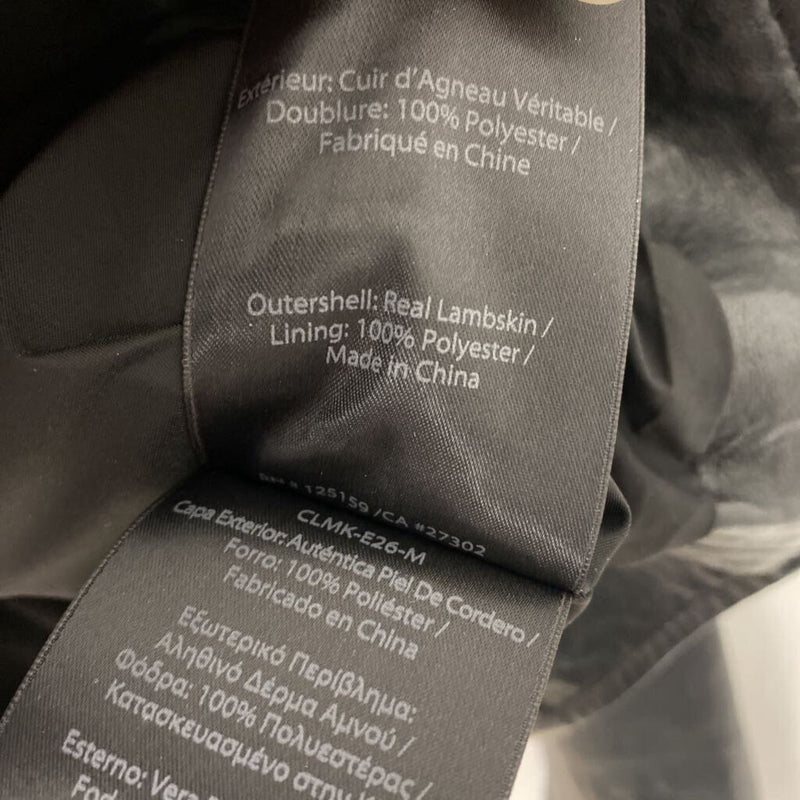 Extérieur: Cuir d'Agneau Véritable /
Doublure: 100% Polyester /
Fabriqué en Chine
Outershell: Real Lambskin /
Lining: 100% Polyester /
Made in China
RN # 125159 /CA #27302
CLMK-E26-M
Capa Exterior: Auténtica Piel De Cordero /
Forro: 100% Poliéster /
Fabricado en China
Εξωτερικό Περίβλημα:
Αληθινό Δέρμα Αμνού /
Φόδρα: 100% Πολυεστέρας /
Κατασκευασμένο στην
Esterno: Vera